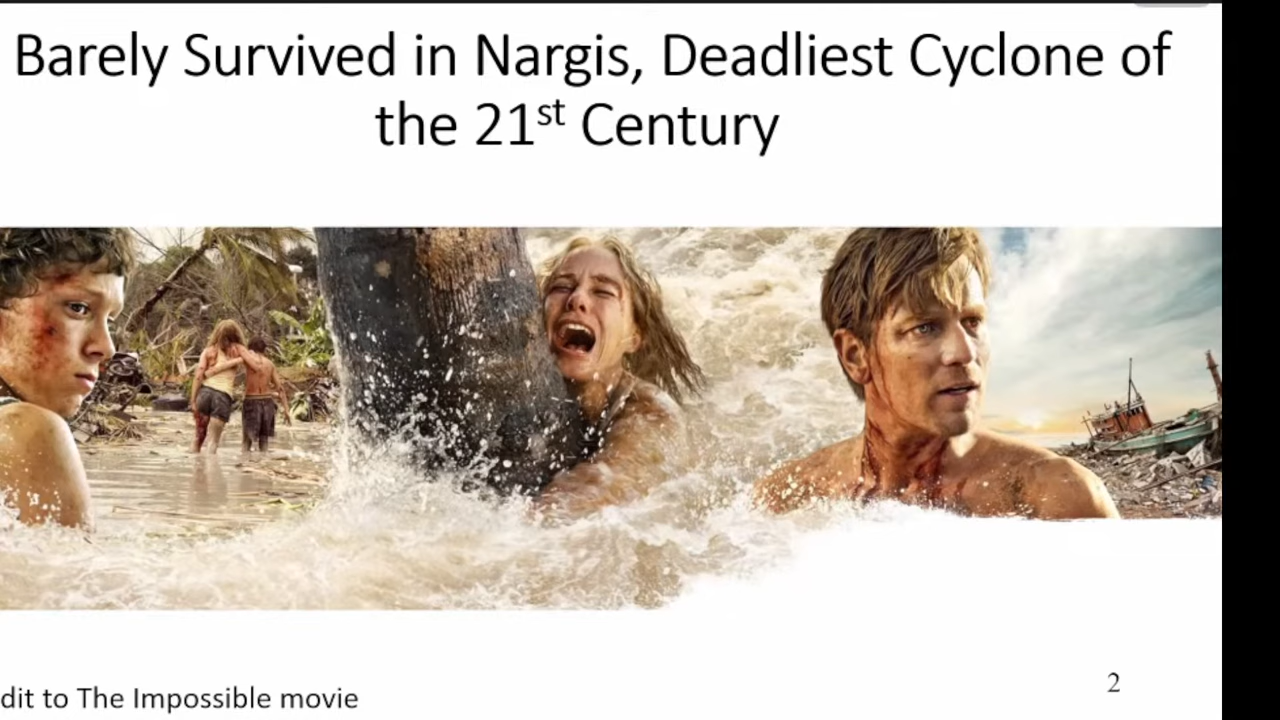 Barely Survived in Nargis, Deadliest Cyclone of
the 21st Century
dit to The Impossible movie
2